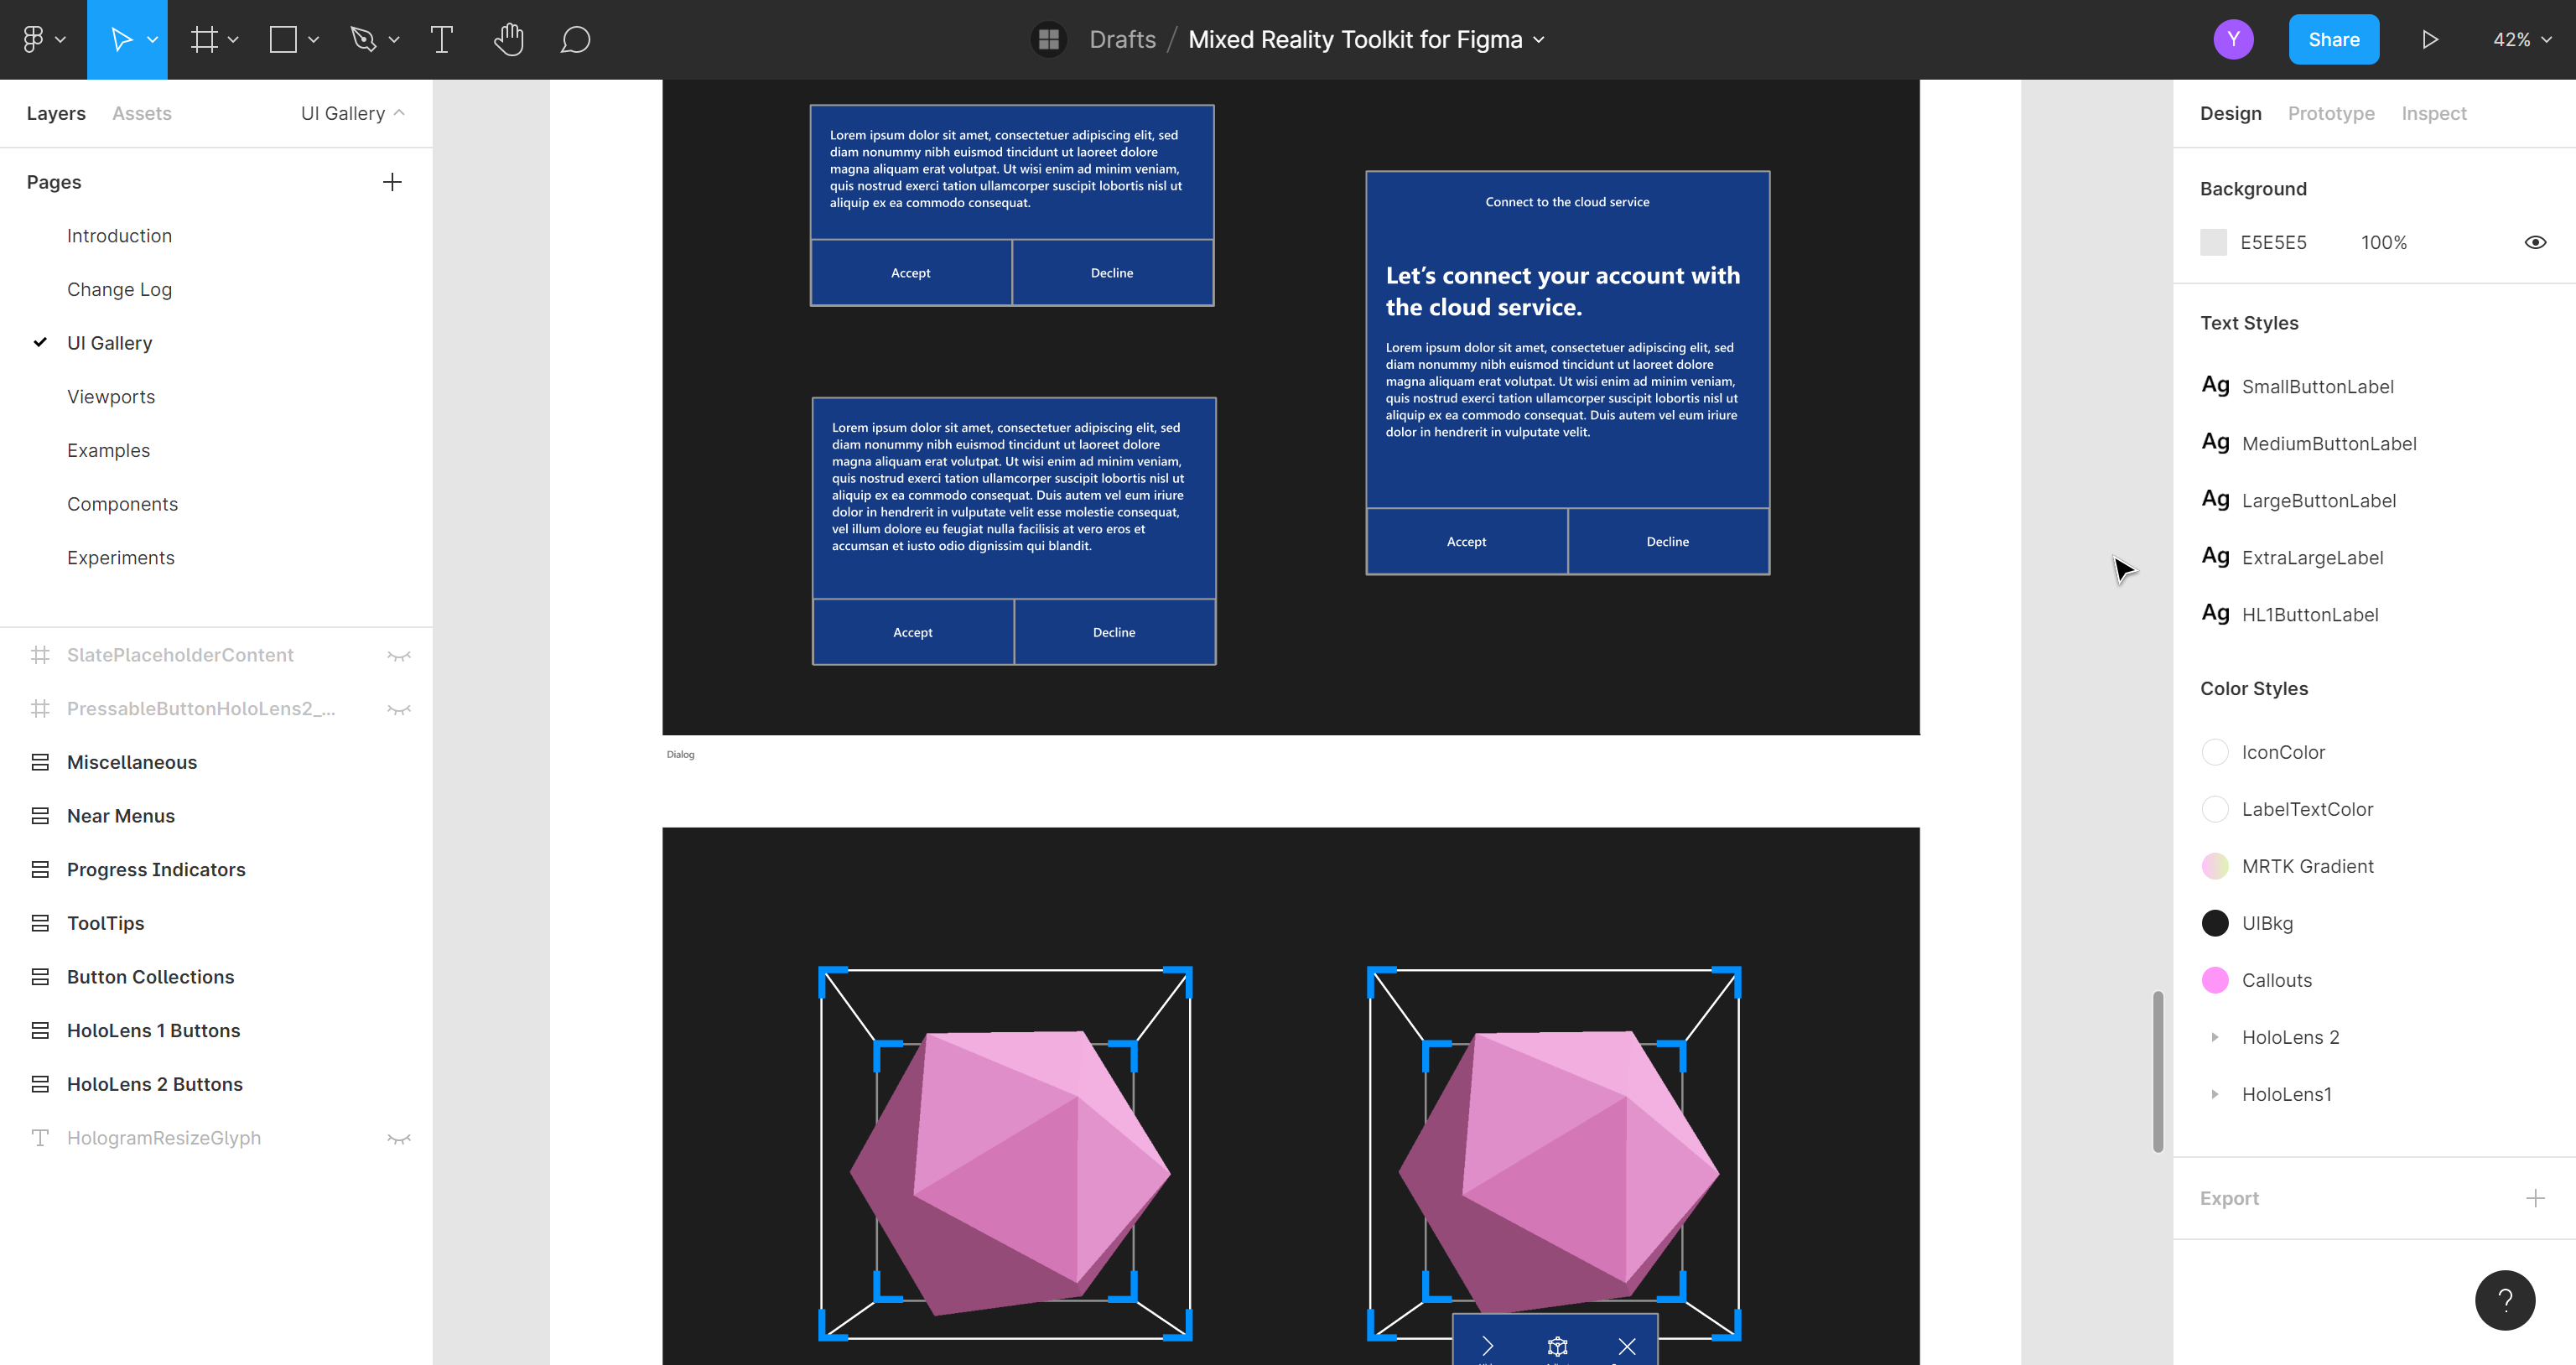 Drafts / Mixed Reality Toolkit for Figma
Y
Share
42%
Layers
Assets
UI Gallery
Pages
Introduction
Change Log
UI Gallery
Viewports
Examples
Components
Experiments
SlatePlaceholderContent
PressableButtonHoloLens2_...
Miscellaneous
Near Menus
Progress Indicators
ToolTips
Button Collections
HoloLens 1 Buttons
HoloLens 2 Buttons
HologramResizeGlyph
Lorem ipsum dolor sit amet, consectetuer adipiscing elit, sed
diam nonummy nibh euismod tincidunt ut laoreet dolore
magna aliquam erat volutpat. Ut wisi enim ad minim veniam,
quis nostrud exerci tation ullamcorper suscipit lobortis nisl ut
aliquip ex ea commodo consequat.
Accept
Decline
Lorem ipsum dolor sit amet, consectetuer adipiscing elit, sed
diam nonummy nibh euismod tincidunt ut laoreet dolore
magna aliquam erat volutpat. Ut wisi enim ad minim veniam,
quis nostrud exerci tation ullamcorper suscipit lobortis nisl ut
aliquip ex ea commodo consequat. Duis autem vel eum iriure
dolor in hendrerit in vulputate velit esse molestie consequat,
vel illum dolore eu feugiat nulla facilisis at vero eros et
accumsan et iusto odio dignissim qui blandit.
Accept
Decline
Connect to the cloud service
Let’s connect your account with
the cloud service.
Lorem ipsum dolor sit amet, consectetuer adipiscing elit, sed
diam nonummy nibh euismod tincidunt ut laoreet dolore
magna aliquam erat volutpat. Ut wisi enim ad minim veniam,
quis nostrud exerci tation ullamcorper suscipit lobortis nisl ut
aliquip ex ea commodo consequat. Duis autem vel eum iriure
dolor in hendrerit in vulputate velit.
Accept
Decline
Dialog
Design
Prototype
Inspect
Background
E5E5E5
100%
Text Styles
Ag SmallButtonLabel
Ag MediumButtonLabel
Ag LargeButtonLabel
Ag ExtraLargeLabel
Ag HL1ButtonLabel
Color Styles
IconColor
LabelTextColor
MRTK Gradient
UIBkg
Callouts
HoloLens 2
HoloLens1
Export
?